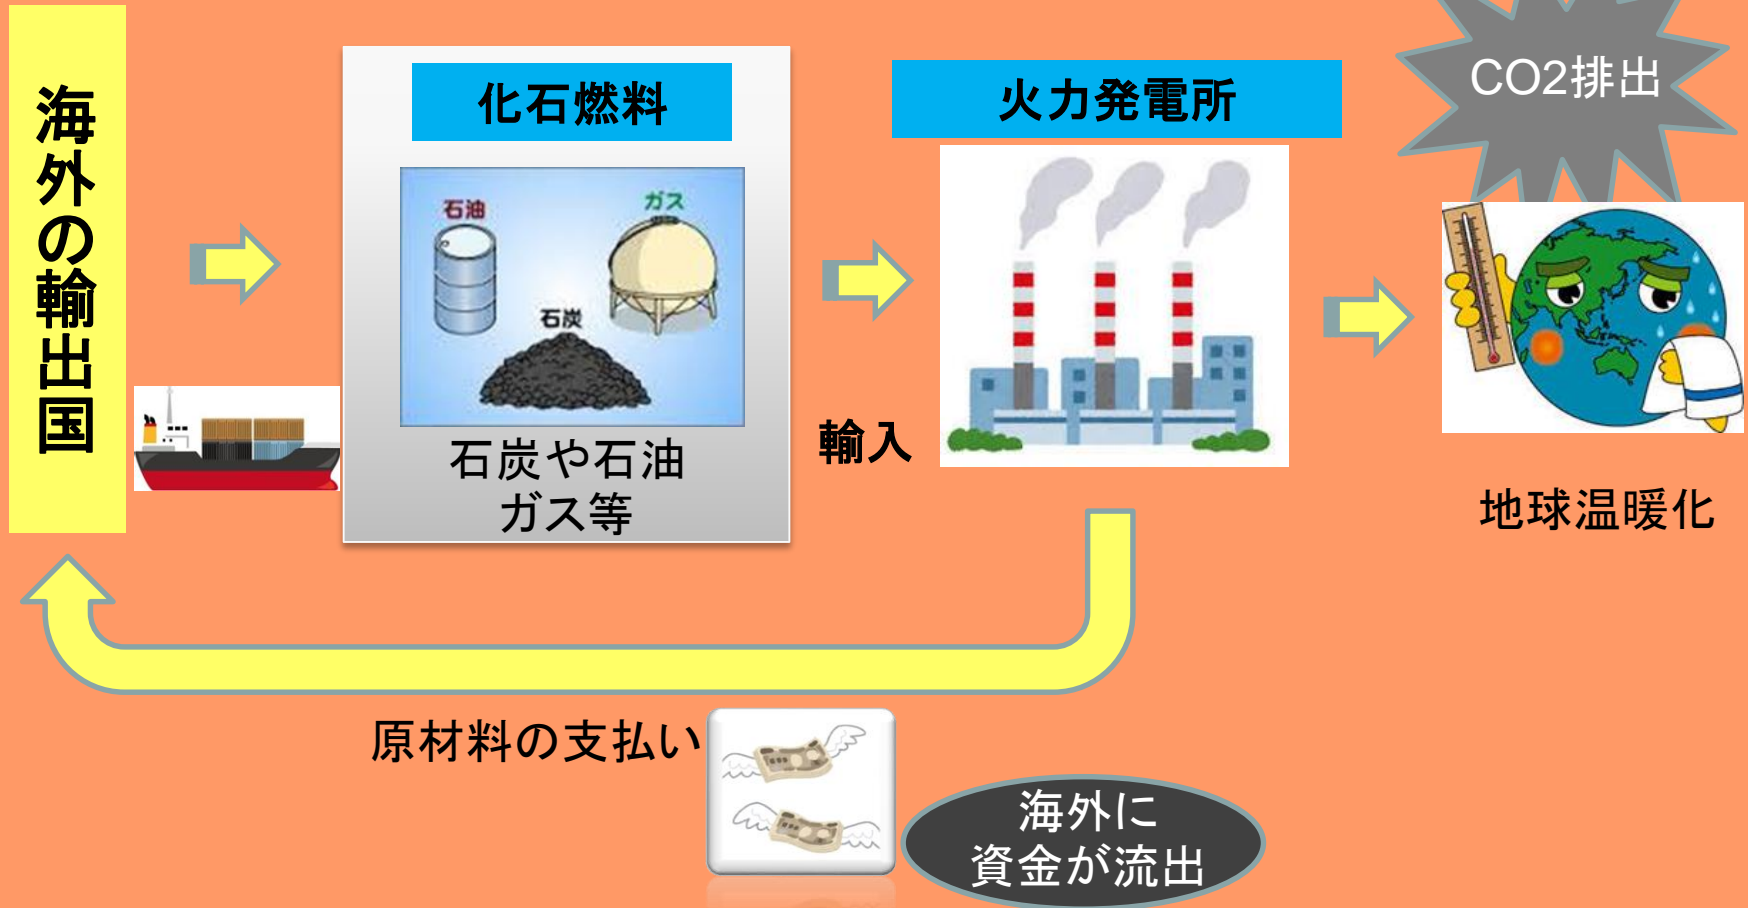 海外の輸出国
化石燃料
石油
ガス
石炭
石炭や石油
ガス等
輸入
火力発電所
CO2排出
地球温暖化
原材料の支払い
海外に
資金が流出